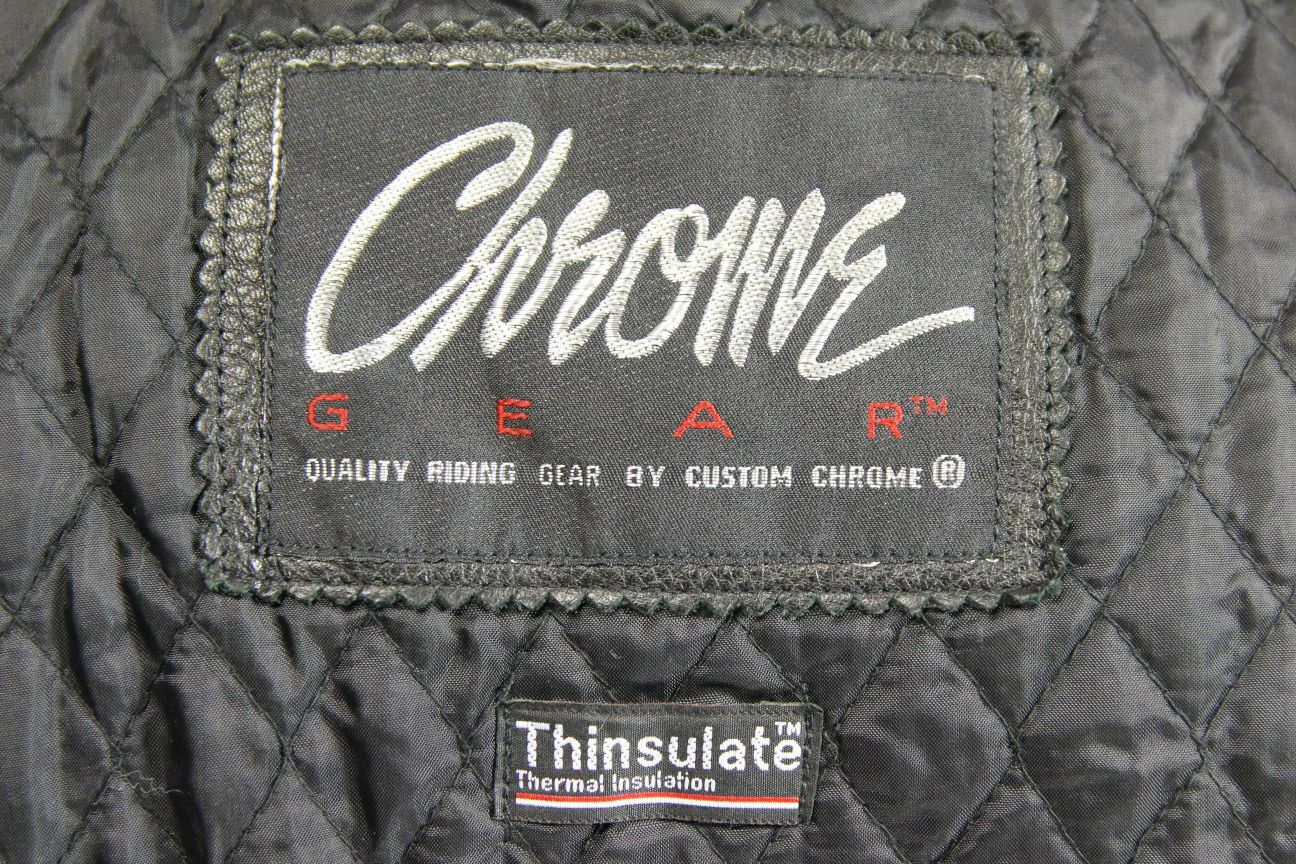 Chrome
GEAR™
QUALITY RIDING GEAR BY CUSTOM CHROME®
Thinsulate™
Thermal Insulation